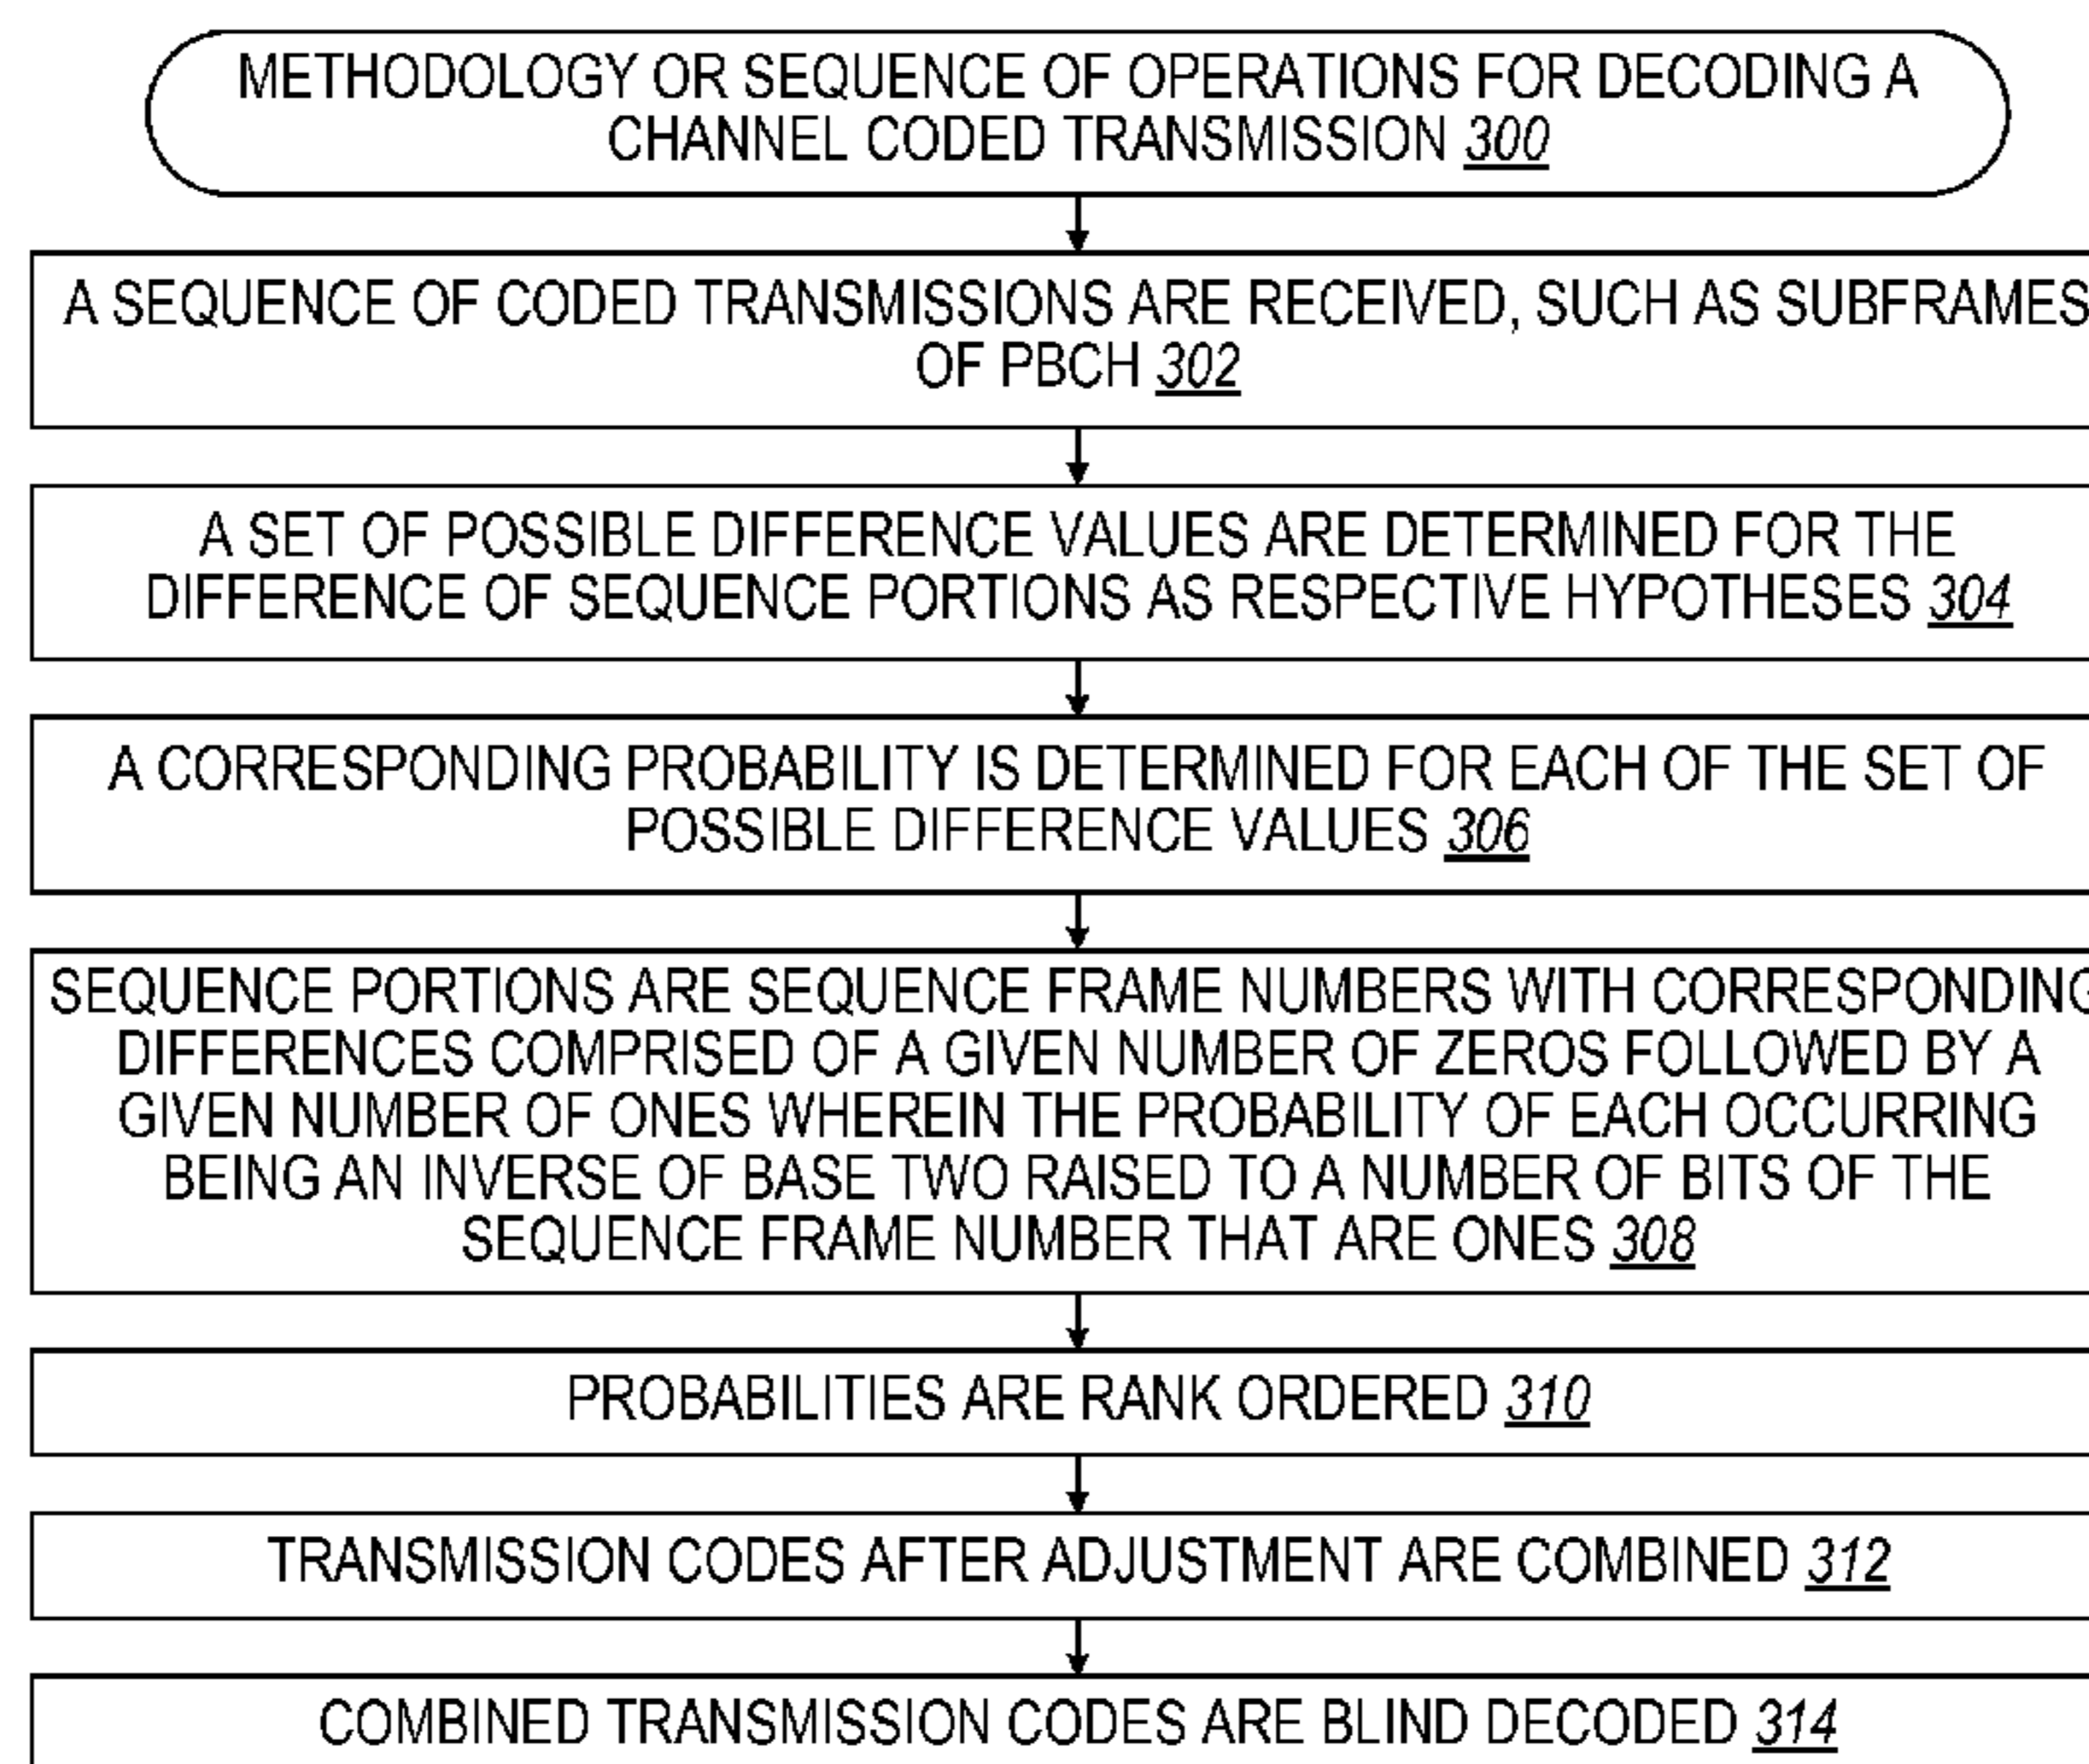 METHODOLOGY OR SEQUENCE OF OPERATIONS FOR DECODING A
CHANNEL CODED TRANSMISSION 300
A SEQUENCE OF CODED TRANSMISSIONS ARE RECEIVED, SUCH AS SUBFRAMES
OF PBCH 302
A SET OF POSSIBLE DIFFERENCE VALUES ARE DETERMINED FOR THE
DIFFERENCE OF SEQUENCE PORTIONS AS RESPECTIVE HYPOTHESES 304
A CORRESPONDING PROBABILITY IS DETERMINED FOR EACH OF THE SET OF
POSSIBLE DIFFERENCE VALUES 306
SEQUENCE PORTIONS ARE SEQUENCE FRAME NUMBERS WITH CORRESPONDING
DIFFERENCES COMPRISED OF A GIVEN NUMBER OF ZEROS FOLLOWED BY A
GIVEN NUMBER OF ONES WHEREIN THE PROBABILITY OF EACH OCCURRING
BEING AN INVERSE OF BASE TWO RAISED TO A NUMBER OF BITS OF THE
SEQUENCE FRAME NUMBER THAT ARE ONES 308
PROBABILITIES ARE RANK ORDERED 310
TRANSMISSION CODES AFTER ADJUSTMENT ARE COMBINED 312
COMBINED TRANSMISSION CODES ARE BLIND DECODED 314